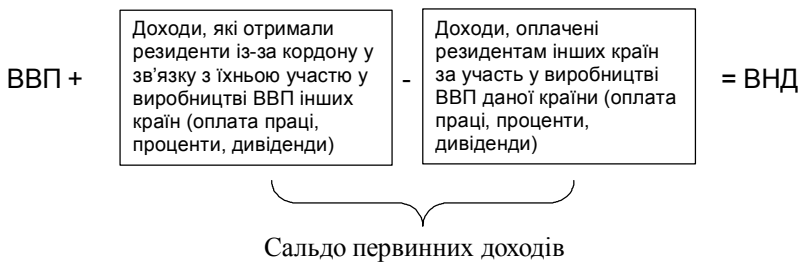 ВВП +
Доходи, які отримали
резиденти із-за кордону у
зв’язку з їхньою участю у
виробництві ВВП інших
країн (оплата праці,
проценти, дивіденди)
-
Доходи, оплачені
резидентам інших країн
за участь у виробництві
ВВП даної країни (оплата
праці, проценти,
дивіденди)
= ВНД
Сальдо первинних доходів